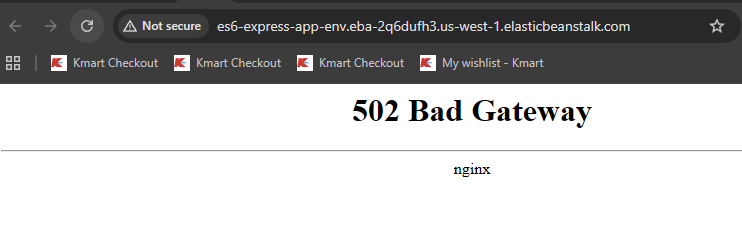 Not secure es6-express-app-env.eba-2q6dufh3.us-west-1.elasticbeanstalk.com
Kmart Checkout Kmart Checkout Kmart Checkout My wishlist - Kmart
502 Bad Gateway
nginx